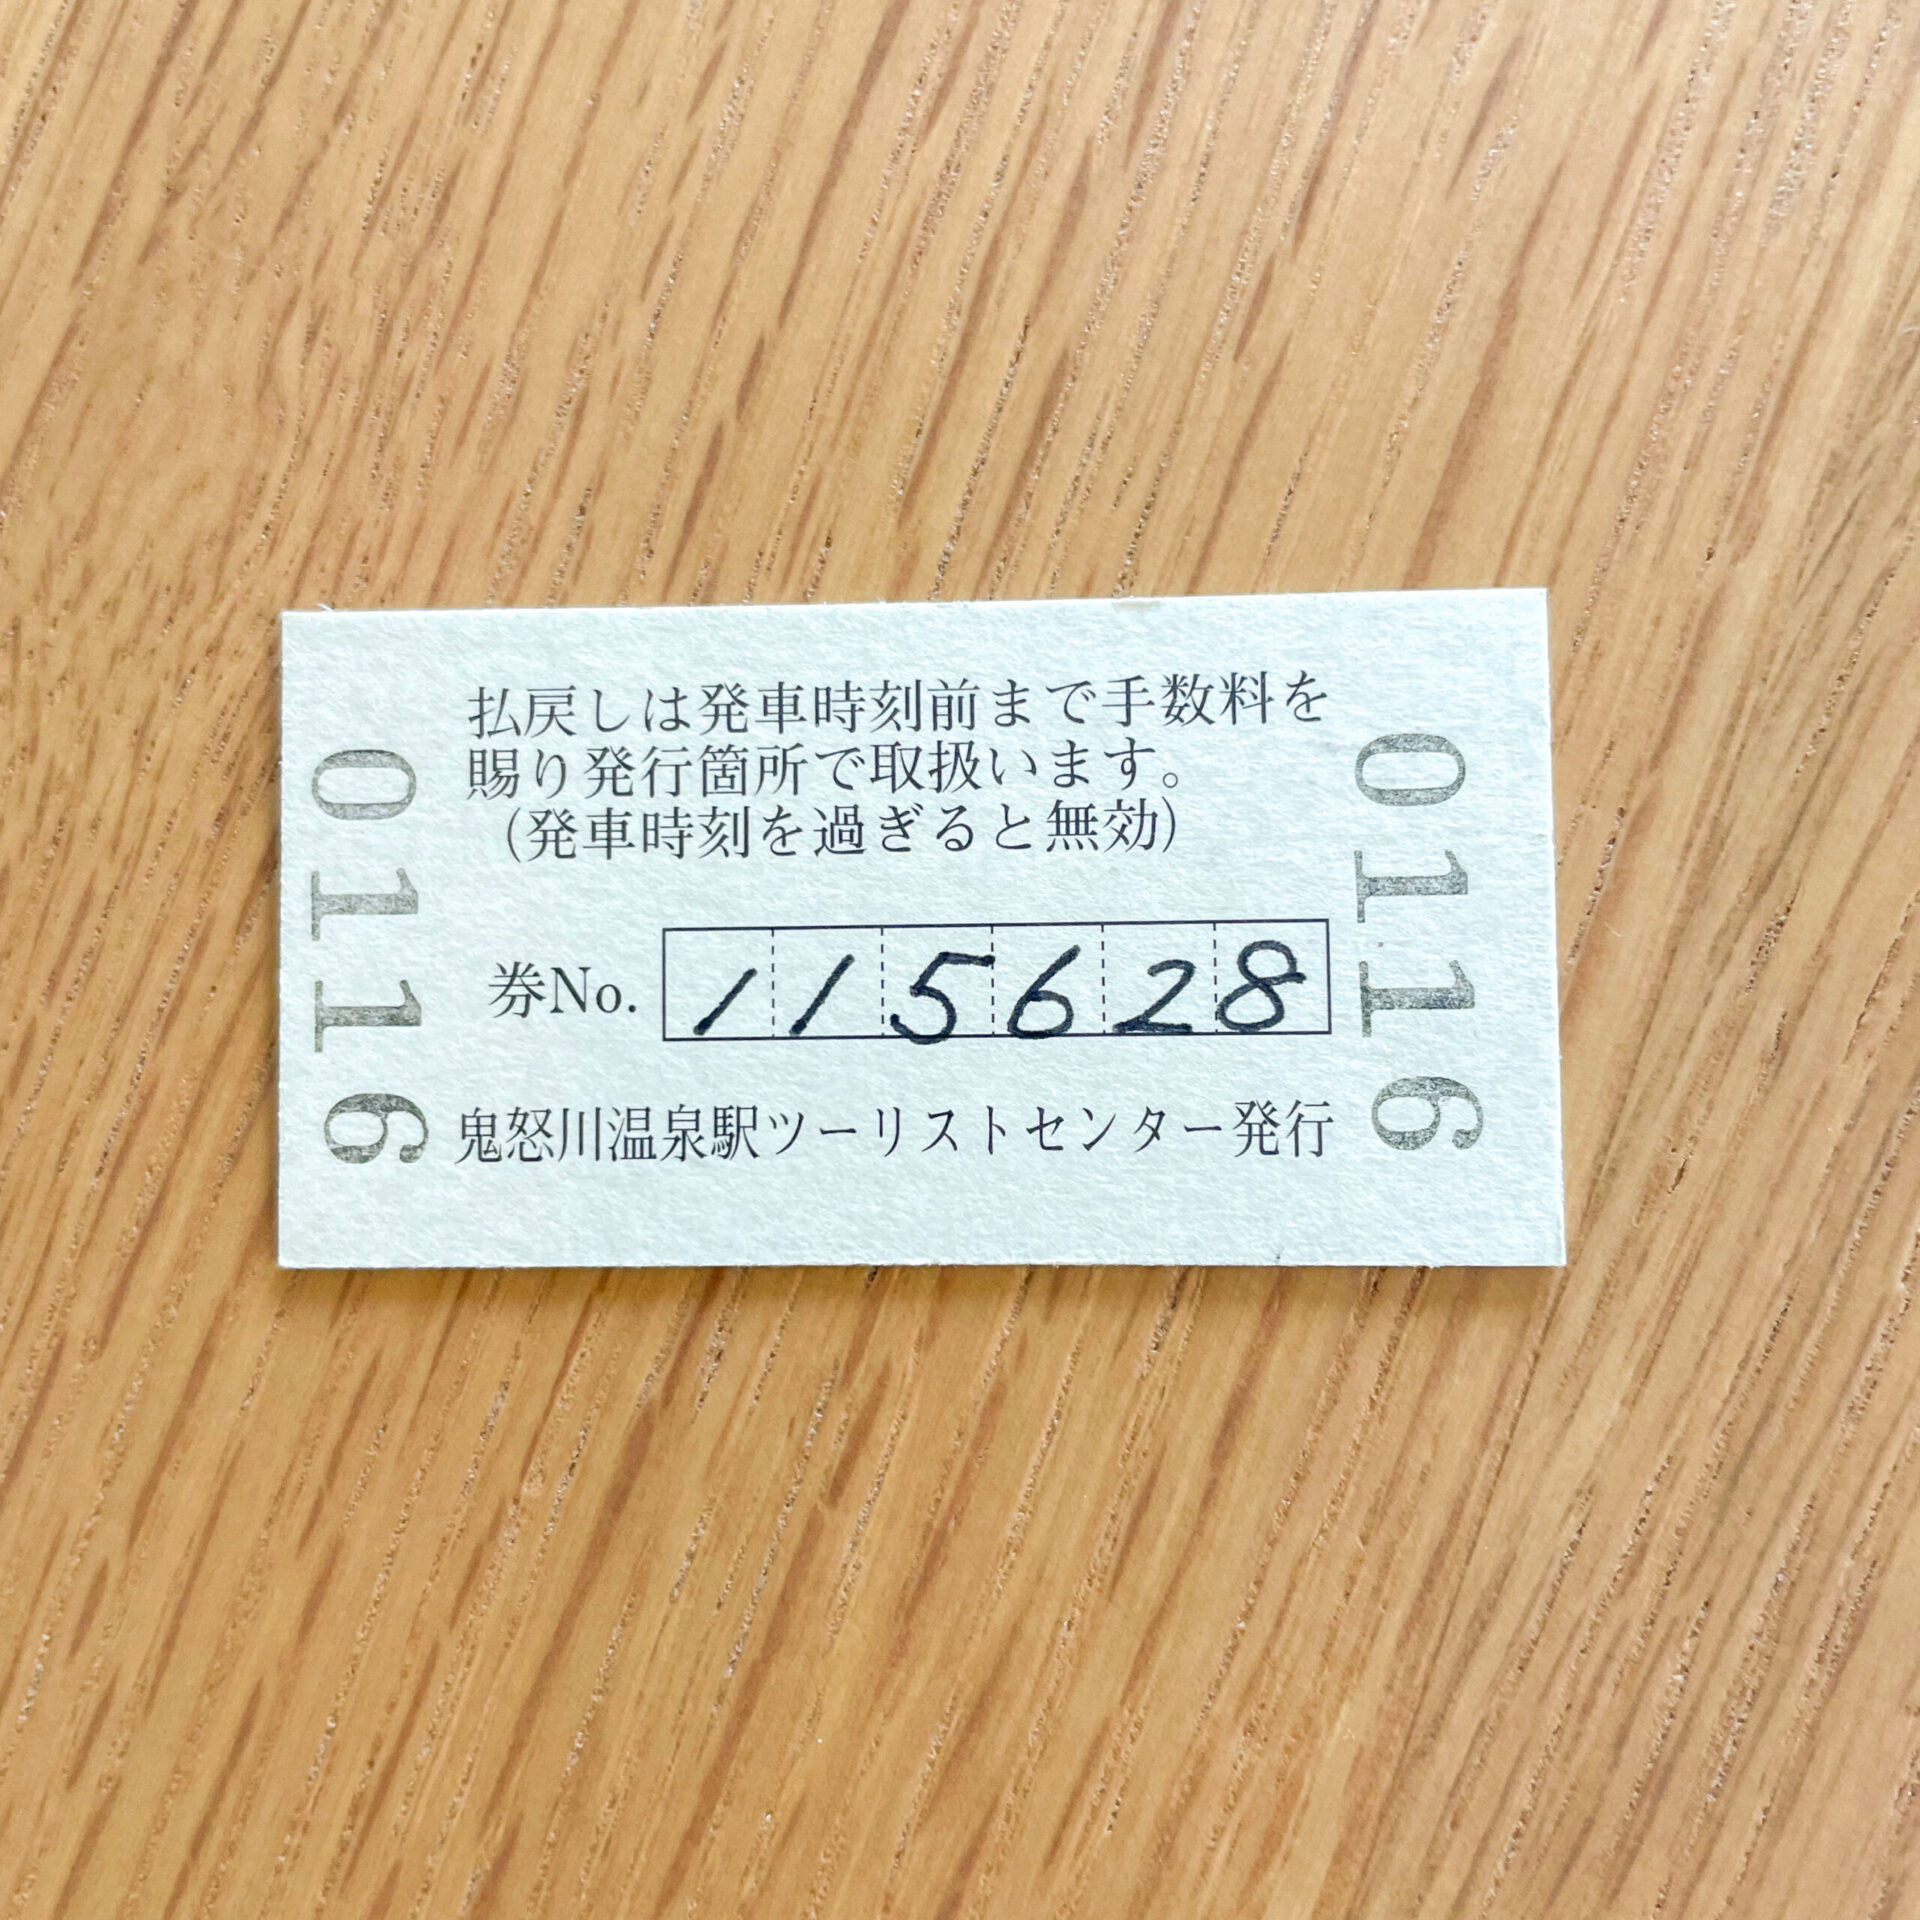 払戻しは発車時刻前まで手数料を
賜り発行箇所で取扱います。
(発車時刻を過ぎると無効)
券No. 115628
鬼怒川温泉駅ツーリストセンター発行
0116
0116